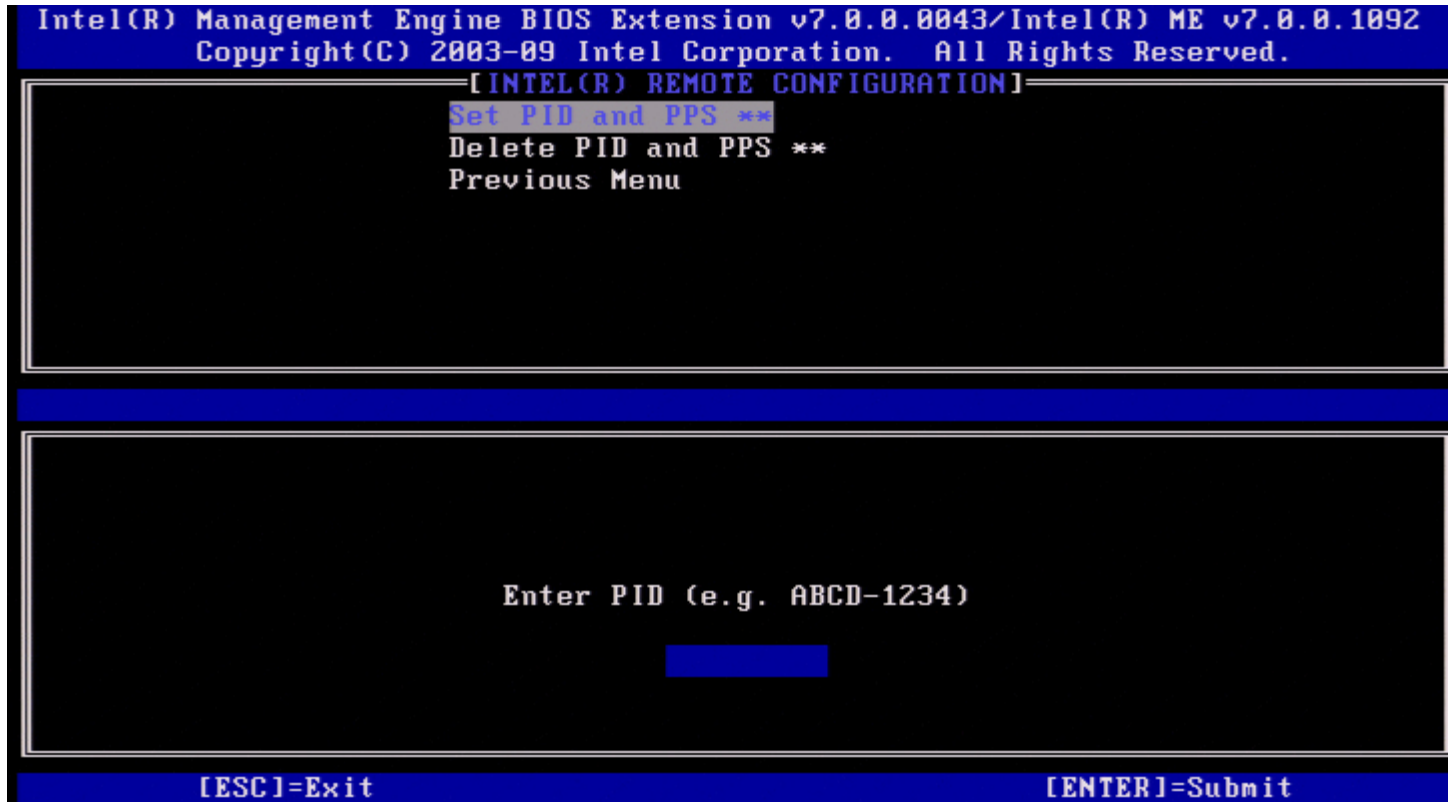 Intel(R) Management Engine BIOS Extension v7.0.0.0043/Intel(R) ME v7.0.0.1092
Copyright(C) 2003-09 Intel Corporation.  All Rights Reserved.
[INTEL(R) REMOTE CONFIGURATION]
Set PID and PPS **
Delete PID and PPS **
Previous Menu
Enter PID (e.g. ABCD-1234)
[ESC]=Exit [ENTER]=Submit